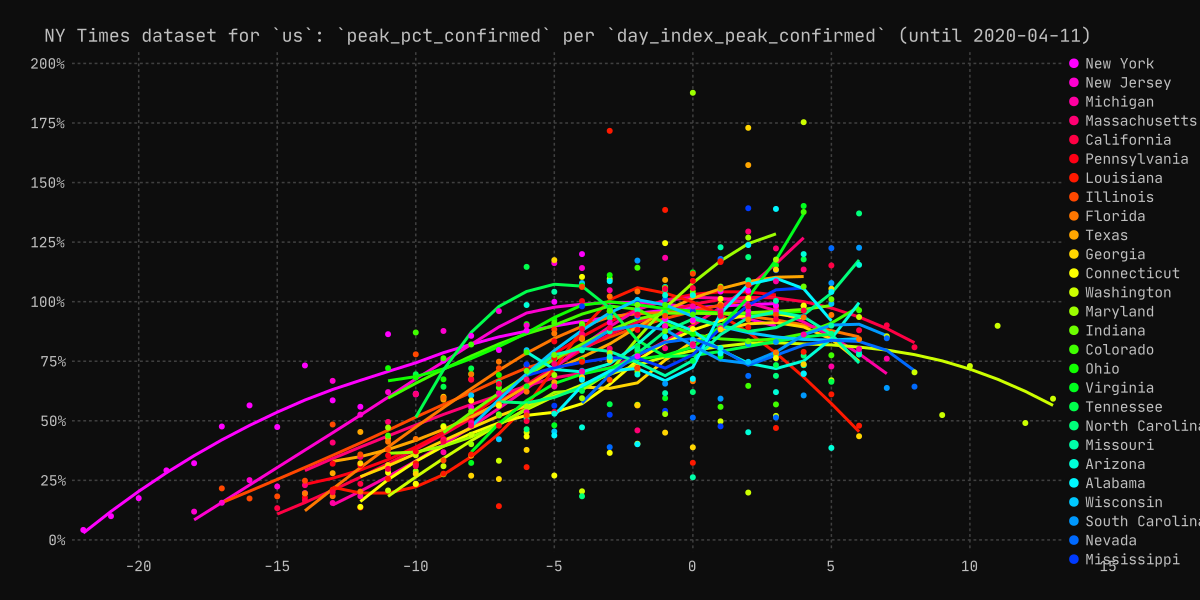 NY Times dataset for `us`: `peak_pct_confirmed` per `day_index_peak_confirmed` (until 2020-04-11)
200%
175%
150%
125%
100%
75%
50%
25%
0%
-20 -15 -10 -5 0 5 10 15
New York
New Jersey
Michigan
Massachusetts
California
Pennsylvania
Louisiana
Illinois
Florida
Texas
Georgia
Connecticut
Washington
Maryland
Indiana
Colorado
Ohio
Virginia
Tennessee
North Carolina
Missouri
Arizona
Alabama
Wisconsin
South Carolina
Nevada
Mississippi